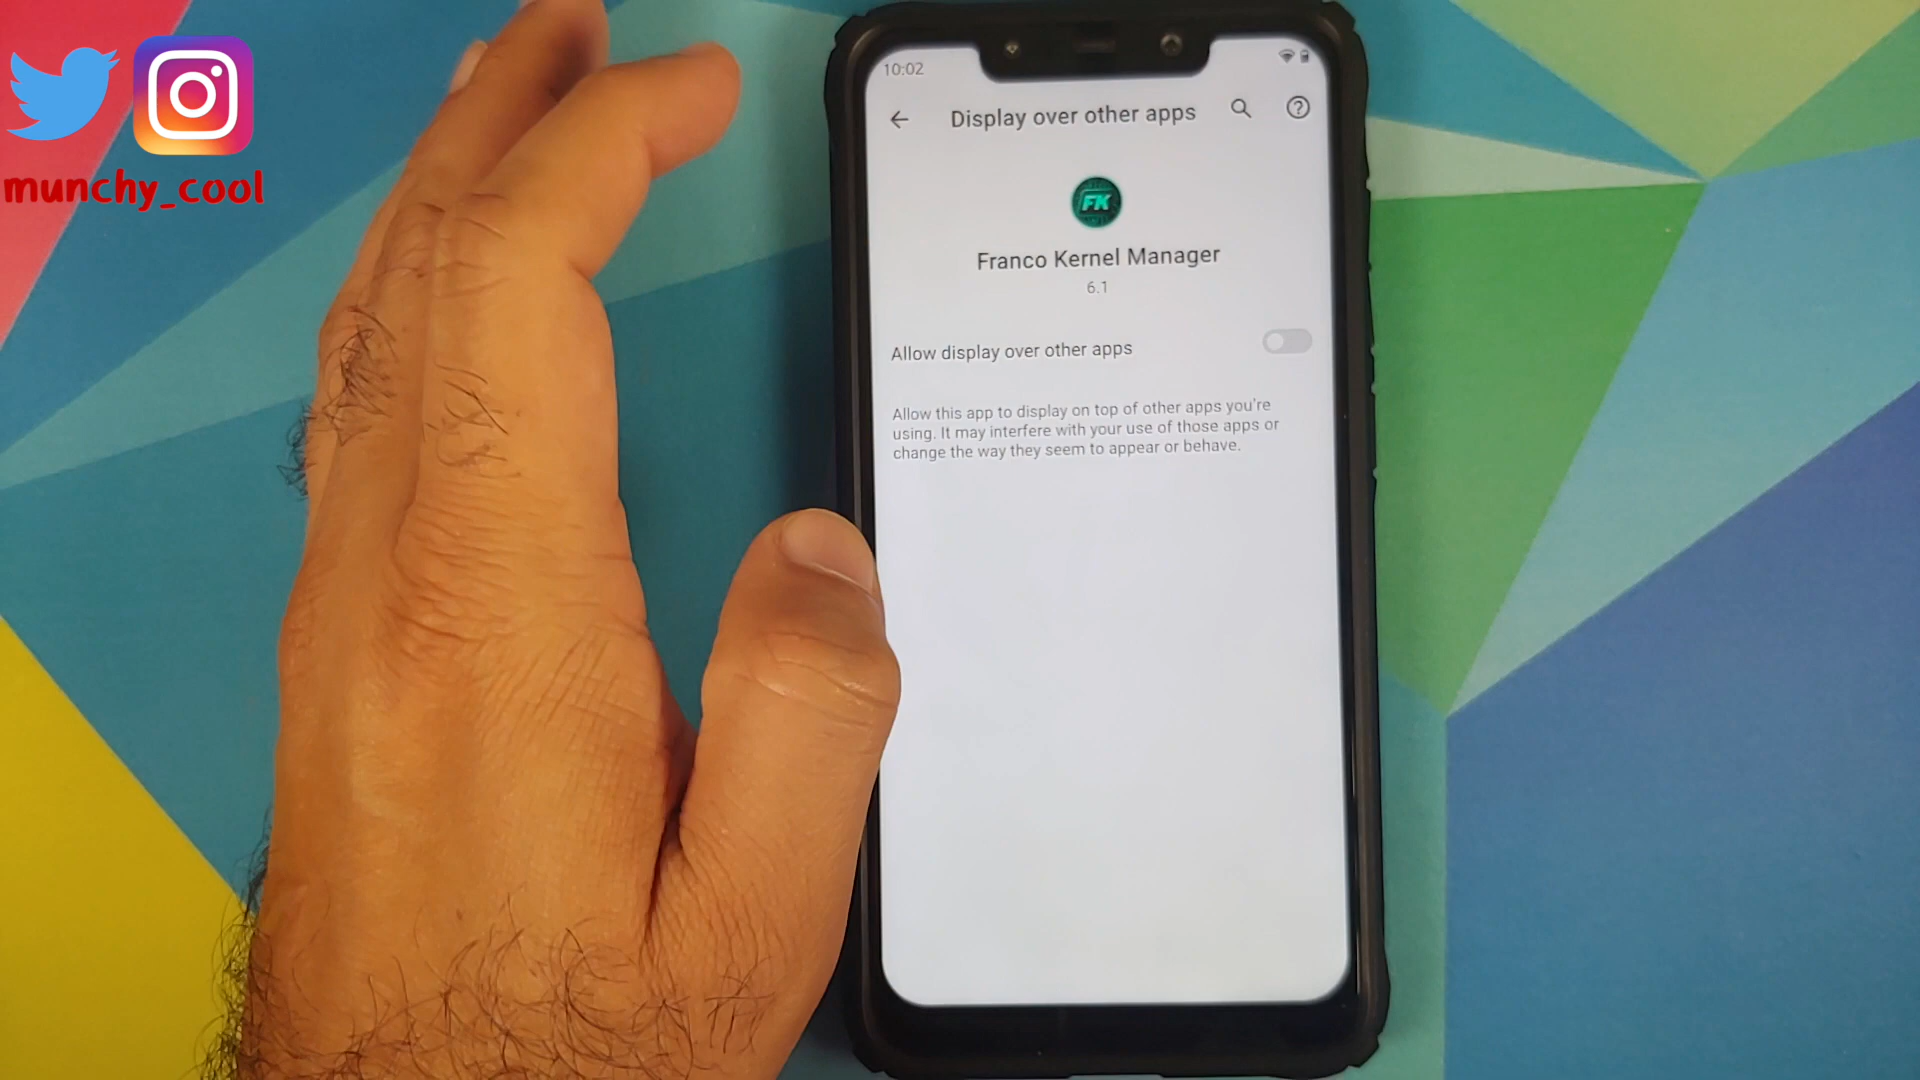 munchy_cool
10:02
Display over other apps
FK
Franco Kernel Manager
6.1
Allow display over other apps
Allow this app to display on top of other apps you're
using. It may interfere with your use of those apps or
change the way they seem to appear or behave.